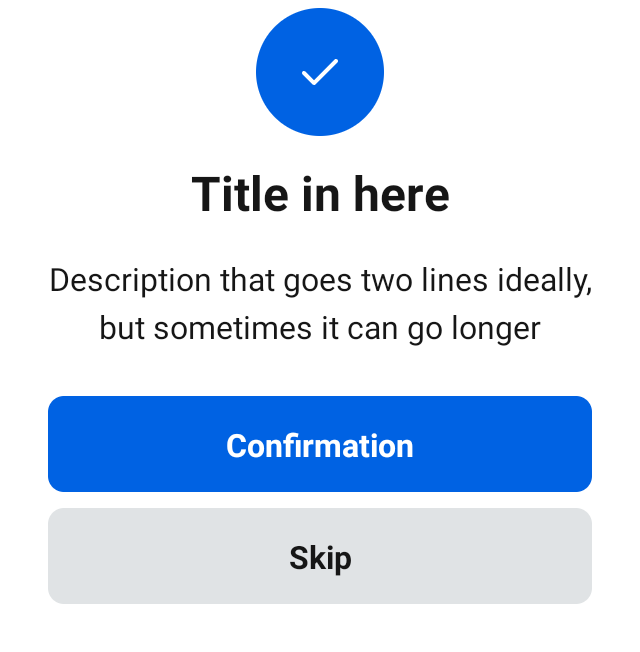 Title in here
Description that goes two lines ideally,
but sometimes it can go longer
Confirmation
Skip